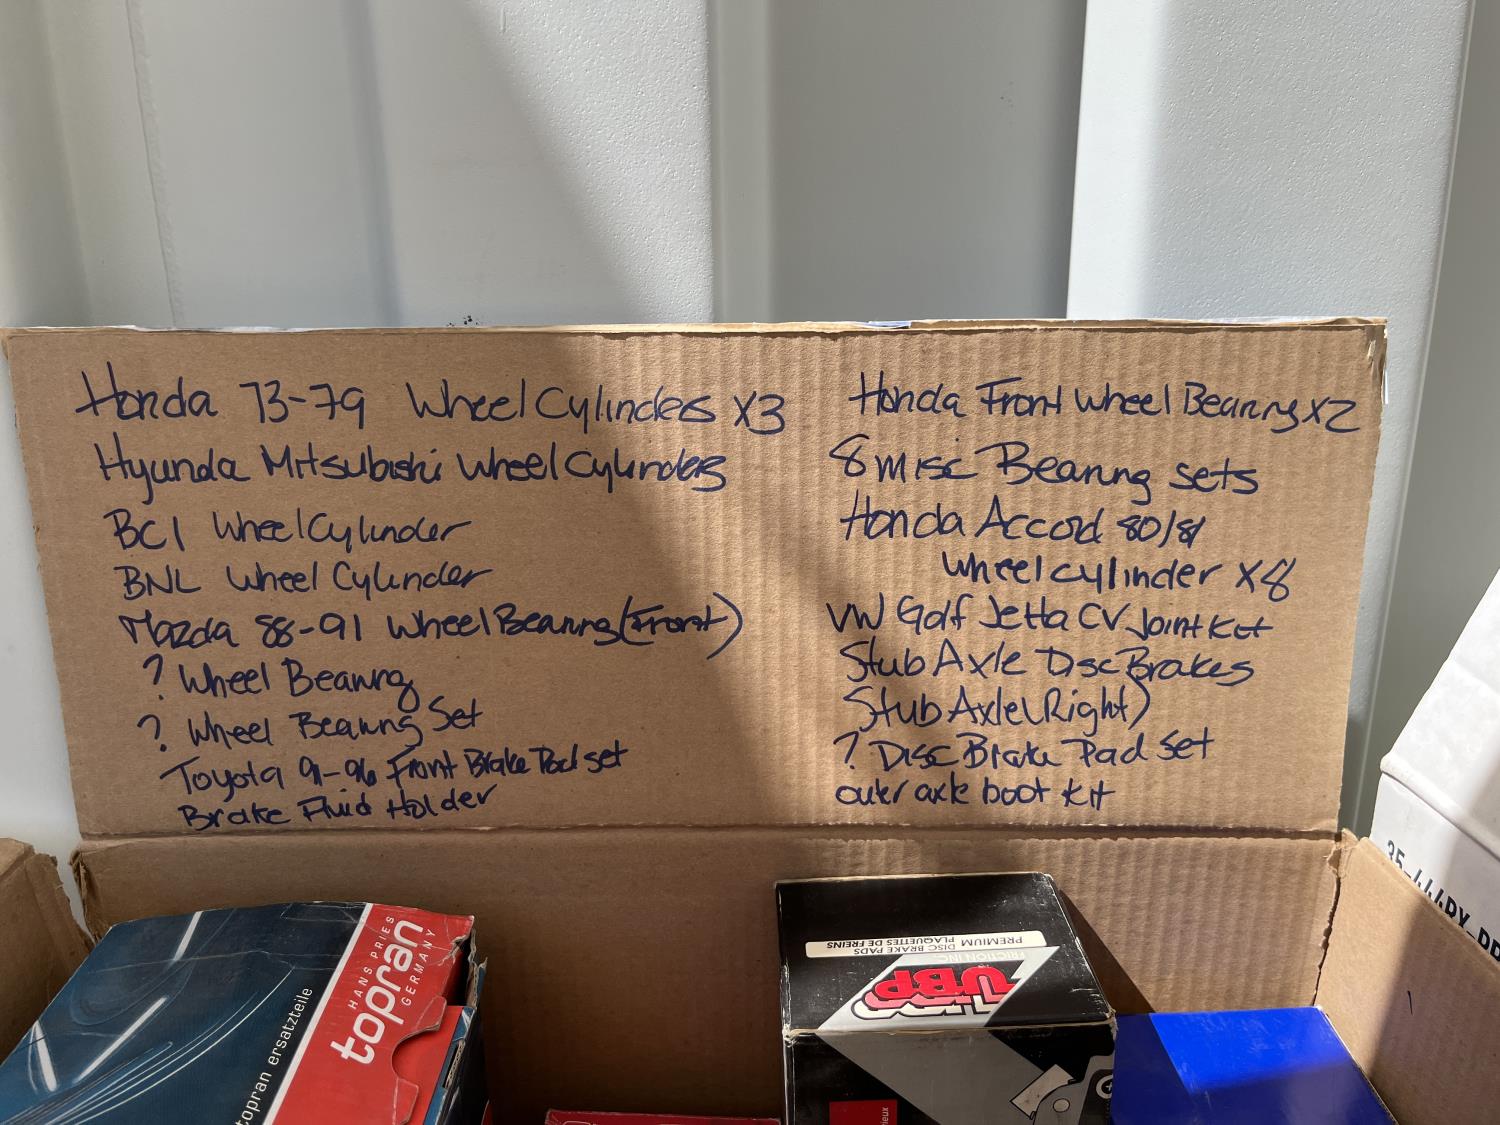 Honda 73-79 Wheel Cylinders x3
Hyunda Mitsubishi Wheel Cylinders
BCI Wheel Cylinder
BNL Wheel Cylinder
Mazda 88-91 Wheel Bearing (Front)
? Wheel Bearing
? Wheel Bearing Set
Toyota 91-96 Front Brake Pad set
Brake Fluid Holder
Honda Front Wheel Bearing x2
8 misc Bearing sets
Honda Accord 80/81
Wheel cylinder x8
VW Golf Jetta CV Joint Kit
Stub Axle Disc Brakes
Stub Axle (Right)
? Disc Brake Pad Set
outer axle boot kit
HANS PRIES
topran
GERMANY
topran ersatzteile
PREMIUM DISC BRAKE PADS
PLAQUETTES DE FREINS
FRICTION INC.
UBP